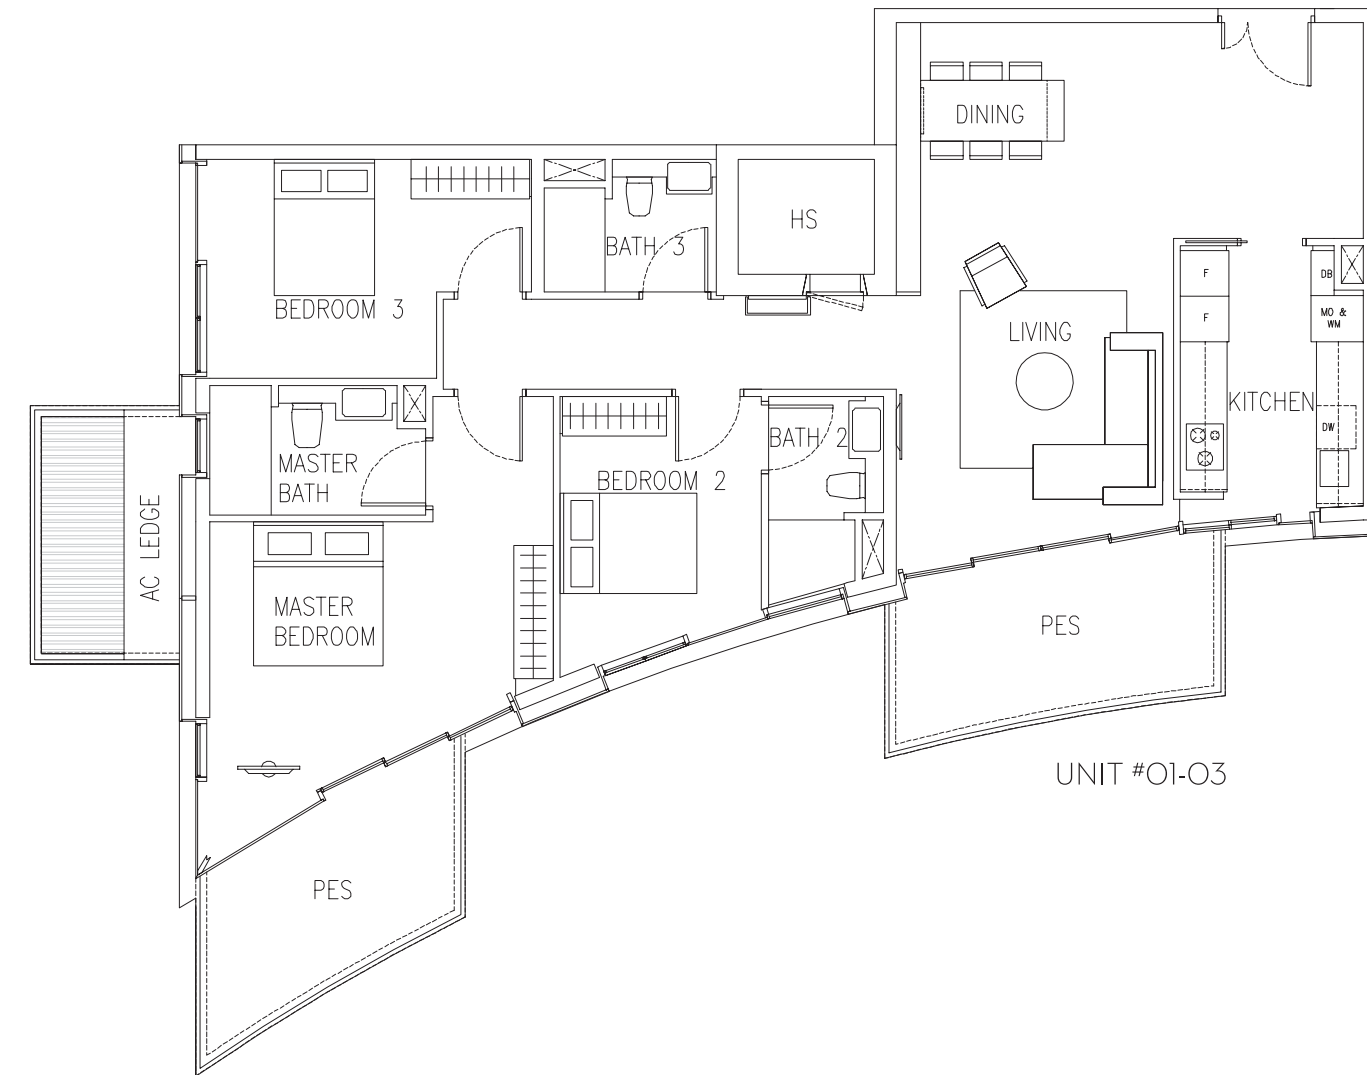 DINING
HS
BATH 3
BEDROOM 3
F
DB
F
MO &
WM
LIVING
KITCHEN
DW
BATH 2
MASTER
BATH
BEDROOM 2
AC LEDGE
MASTER
BEDROOM
PES
UNIT #01-03
PES